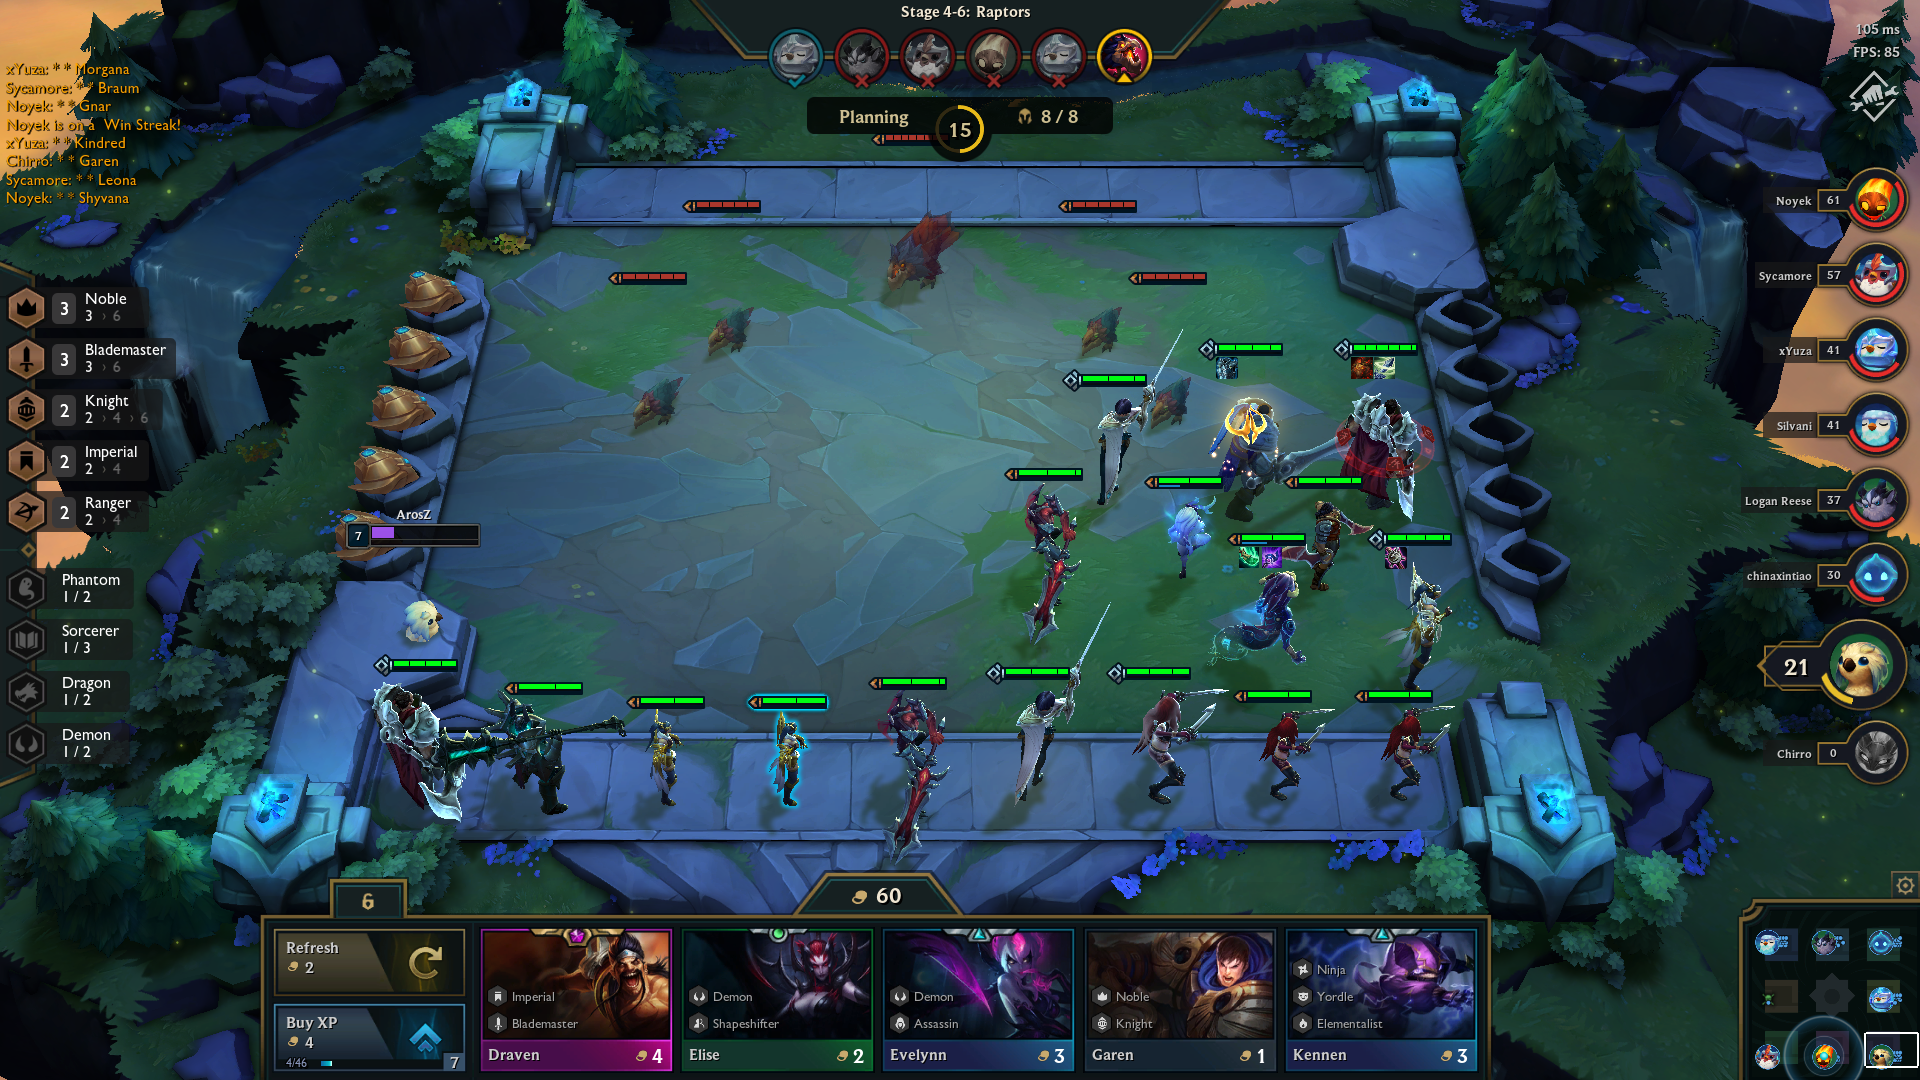 Stage 4-6: Raptors
105 ms
FPS: 85
Planning
15
8 / 8
xYuza: * * Morgana
Sycamore: * * Braum
Noyek: * * Gnar
Noyek is on a Win Streak!
xYuza: * * Kindred
Chirro: * * Garen
Sycamore: * * Leona
Noyek: * * Shyvana
3
Noble
3 › 6
3
Blademaster
3 › 6
2
Knight
2 › 4 › 6
2
Imperial
2 › 4
2
Ranger
2 › 4
Phantom
1 / 2
Sorcerer
1 / 3
Dragon
1 / 2
Demon
1 / 2
ArosZ
7
Noyek 61
Sycamore 57
xYuza 41
Silvani 41
Logan Reese 37
chinaxintiao 30
21
Chirro 0
6
60
Refresh
2
Buy XP
4
4/46
7
Imperial
Blademaster
Draven 4
Demon
Shapeshifter
Elise 2
Demon
Assassin
Evelynn 3
Noble
Knight
Garen 1
Ninja
Yordle
Elementalist
Kennen 3